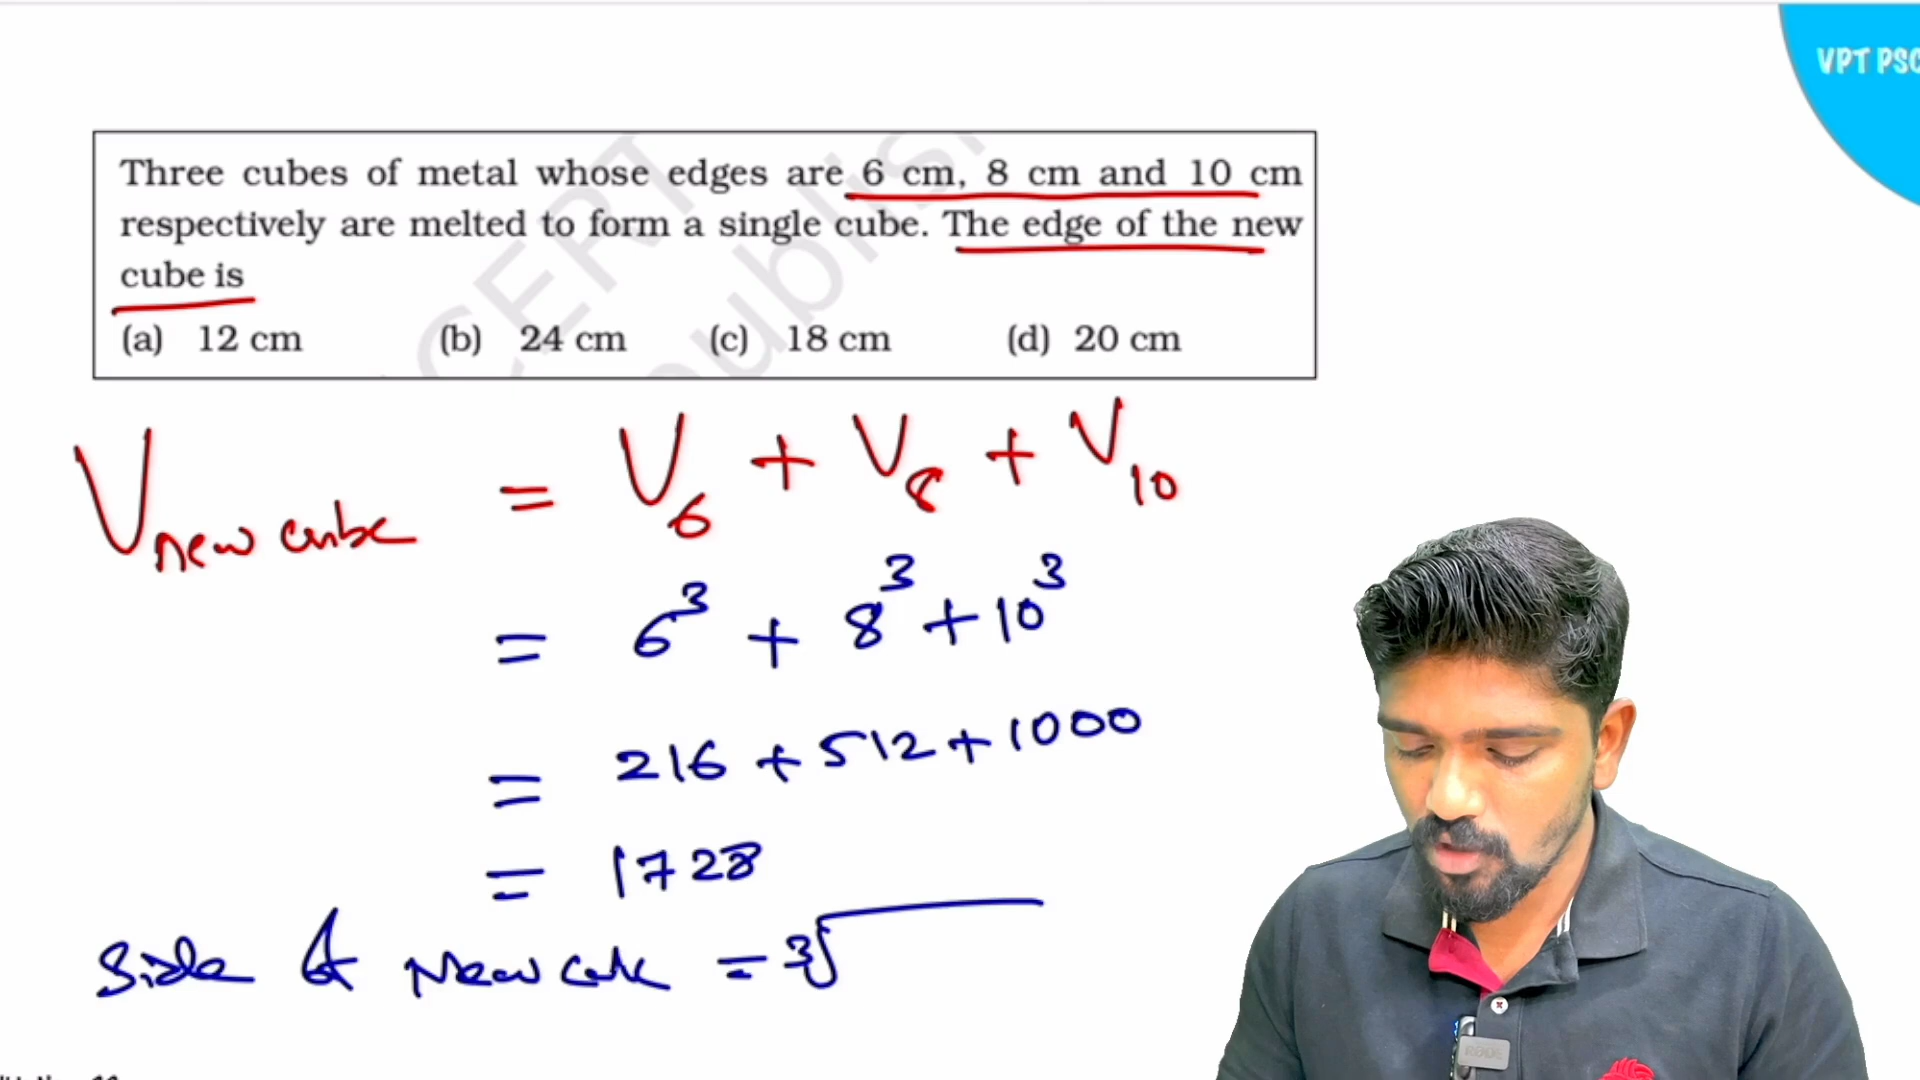 VPT PSC
Three cubes of metal whose edges are 6 cm, 8 cm and 10 cm
respectively are melted to form a single cube. The edge of the new
cube is
(a) 12 cm (b) 24 cm (c) 18 cm (d) 20 cm
V new cube = V6 + V8 + V10
= 6³ + 8³ + 10³
= 216 + 512 + 1000
= 1728
Side of New cube = ³√
RODE